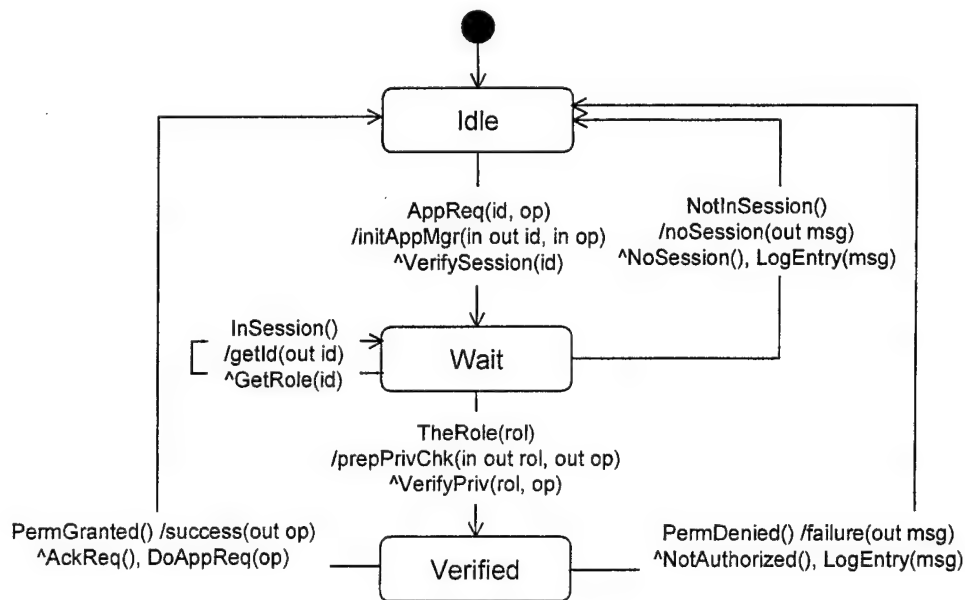 Idle
AppReq(id, op)
/initAppMgr(in out id, in op)
^VerifySession(id)
NotInSession()
/noSession(out msg)
^NoSession(), LogEntry(msg)
InSession()
/getId(out id)
^GetRole(id)
Wait
TheRole(rol)
/prepPrivChk(in out rol, out op)
^VerifyPriv(rol, op)
PermGranted() /success(out op)
^AckReq(), DoAppReq(op)
Verified
PermDenied() /failure(out msg)
^NotAuthorized(), LogEntry(msg)